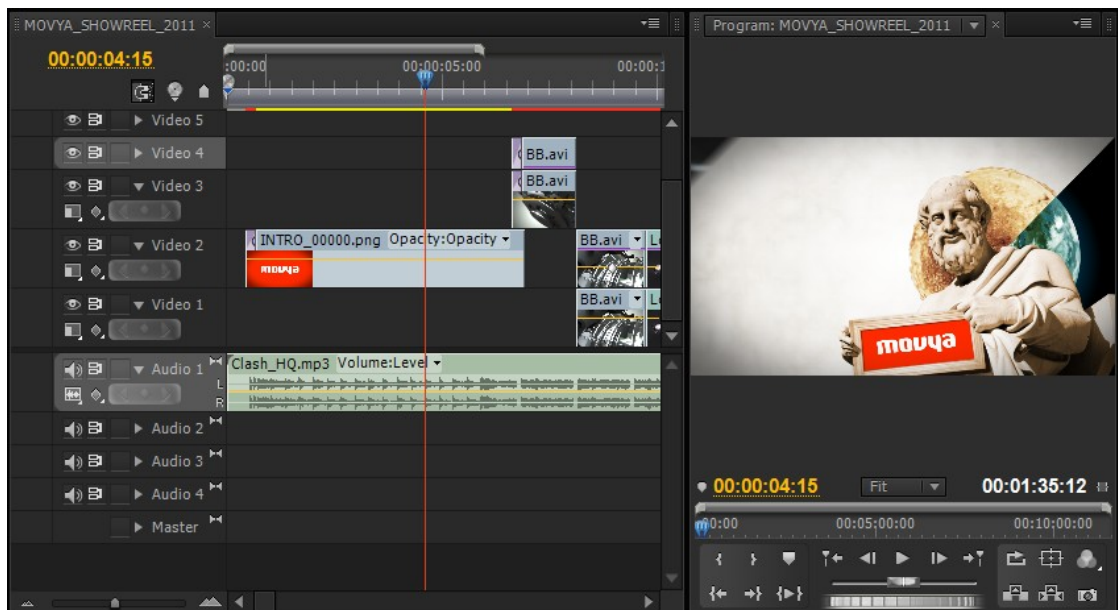 MOVYA_SHOWREEL_2011
00:00:04:15
:00:00
00:00:05:00
00:00:1
Video 5
Video 4
BB.avi
Video 3
BB.avi
Video 2
INTRO_00000.png Opacity:Opacity
BB.avi
L
movya
Video 1
BB.avi
L
Audio 1
Clash_HQ.mp3 Volume:Level
L
R
Audio 2
Audio 3
Audio 4
Master
Program: MOVYA_SHOWREEL_2011
movya
00:00:04:15
Fit
00:01:35:12
00:00
00:05;00:00
00:10;00:00